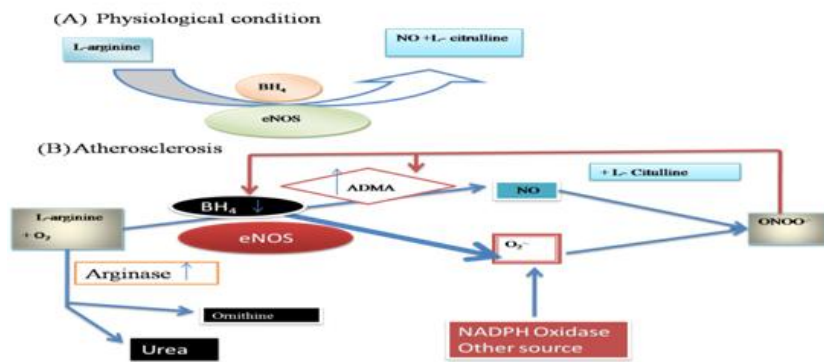 (A) Physiological condition
L-arginine
NO +L- citrulline
BH₄
eNOS
(B) Atherosclerosis
↑ ADMA
+ L- Citulline
BH₄ ↓
NO
L-arginine
+ O₂
eNOS
O₂⁻
ONOO⁻
Arginase ↑
Ornithine
Urea
NADPH Oxidase
Other source